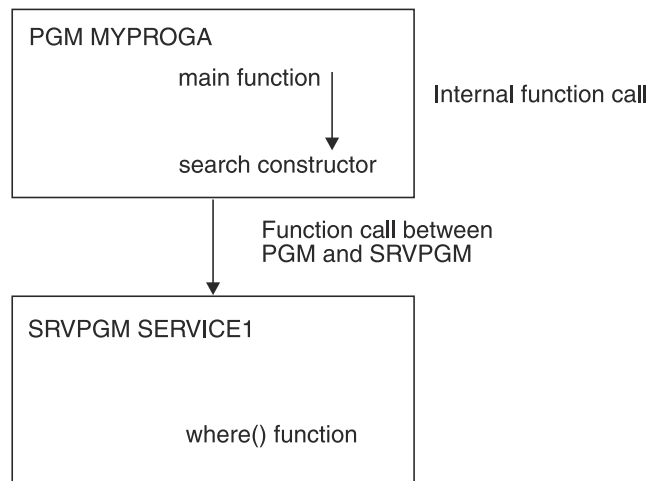 PGM MYPROGA
main function
Internal function call
search constructor
Function call between
PGM and SRVPGM
SRVPGM SERVICE1
where() function